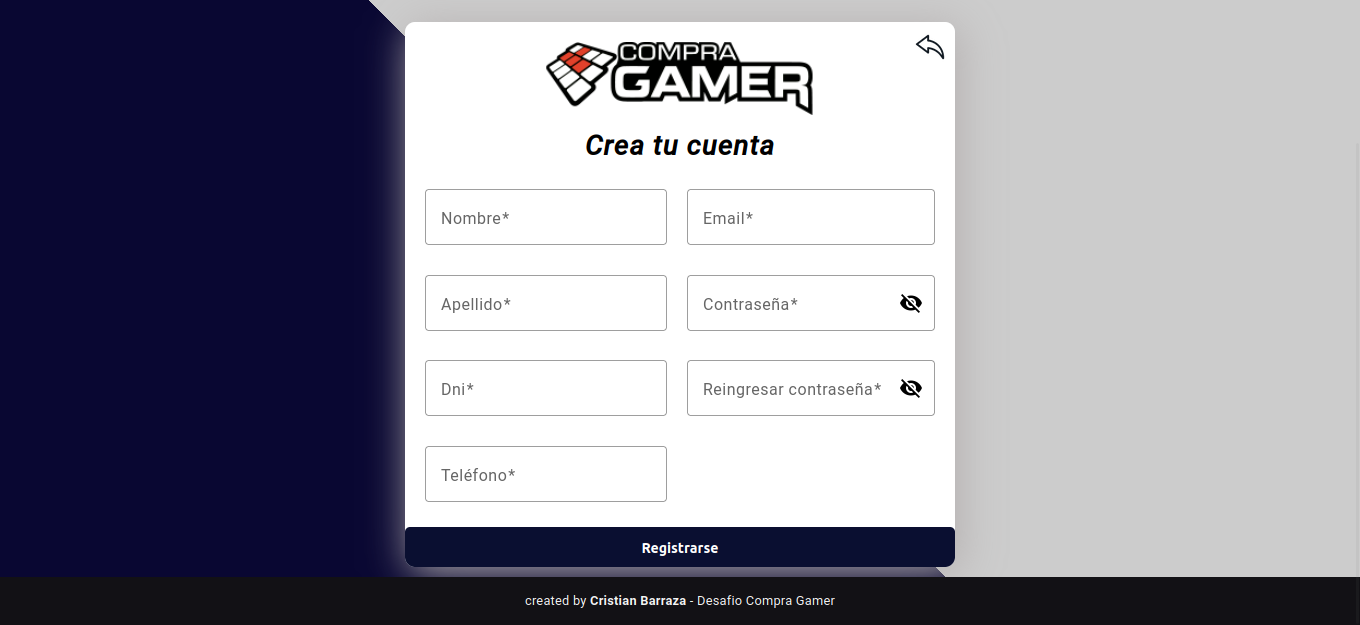 COMPRA
GAMER
Crea tu cuenta
Nombre*
Email*
Apellido*
Contraseña*
Dni*
Reingresar contraseña*
Teléfono*
Registrarse
created by Cristian Barraza - Desafio Compra Gamer